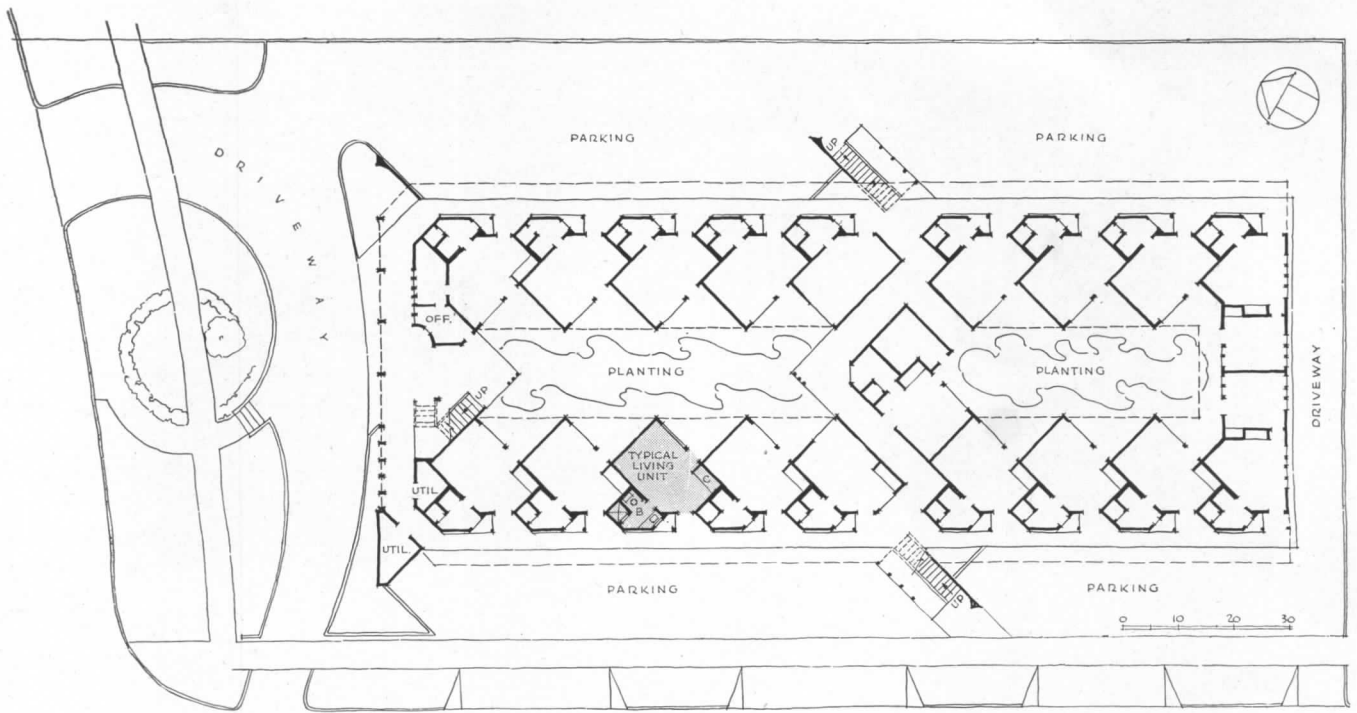 PARKING
PARKING
UP
DRIVEWAY
OFF.
PLANTING
PLANTING
DRIVEWAY
UP
TYPICAL
LIVING
UNIT
C
UTIL.
B
UTIL.
PARKING
UP
PARKING
0 10 20 30